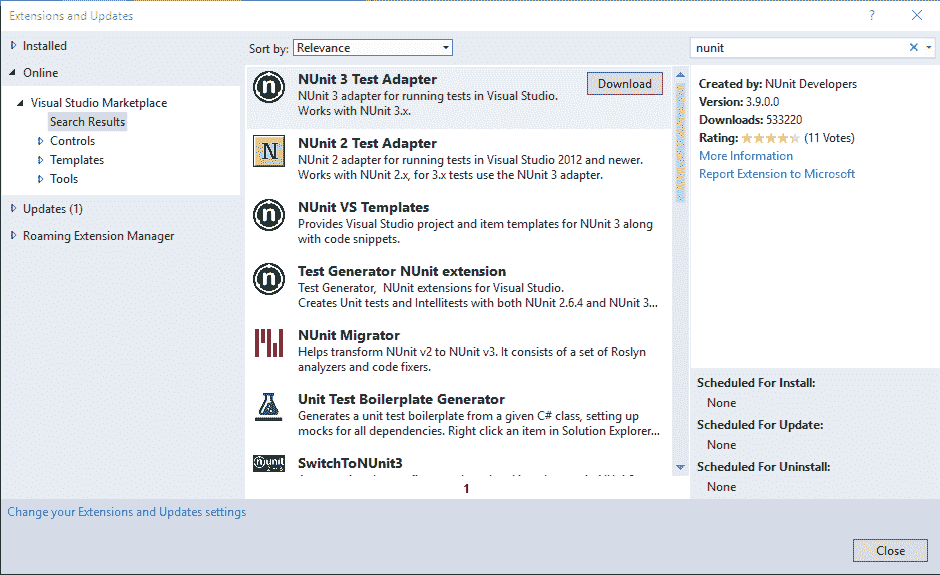 Extensions and Updates
? ×
Installed
Online
Visual Studio Marketplace
Search Results
Controls
Templates
Tools
Updates (1)
Roaming Extension Manager
Sort by: Relevance
NUnit 3 Test Adapter
NUnit 3 adapter for running tests in Visual Studio.
Works with NUnit 3.x.
Download
NUnit 2 Test Adapter
NUnit 2 adapter for running tests in Visual Studio 2012 and newer.
Works with NUnit 2.x, for 3.x tests use the NUnit 3 adapter.
NUnit VS Templates
Provides Visual Studio project and item templates for NUnit 3 along
with code snippets.
Test Generator NUnit extension
Test Generator, NUnit extensions for Visual Studio.
Creates Unit tests and Intellitests with both NUnit 2.6.4 and NUnit 3...
NUnit Migrator
Helps transform NUnit v2 to NUnit v3. It consists of a set of Roslyn
analyzers and code fixers.
Unit Test Boilerplate Generator
Generates a unit test boilerplate from a given C# class, setting up
mocks for all dependencies. Right click an item in Solution Explorer...
SwitchToNUnit3
1
nunit
Created by: NUnit Developers
Version: 3.9.0.0
Downloads: 533220
Rating: (11 Votes)
More Information
Report Extension to Microsoft
Scheduled For Install:
None
Scheduled For Update:
None
Scheduled For Uninstall:
None
Change your Extensions and Updates settings
Close